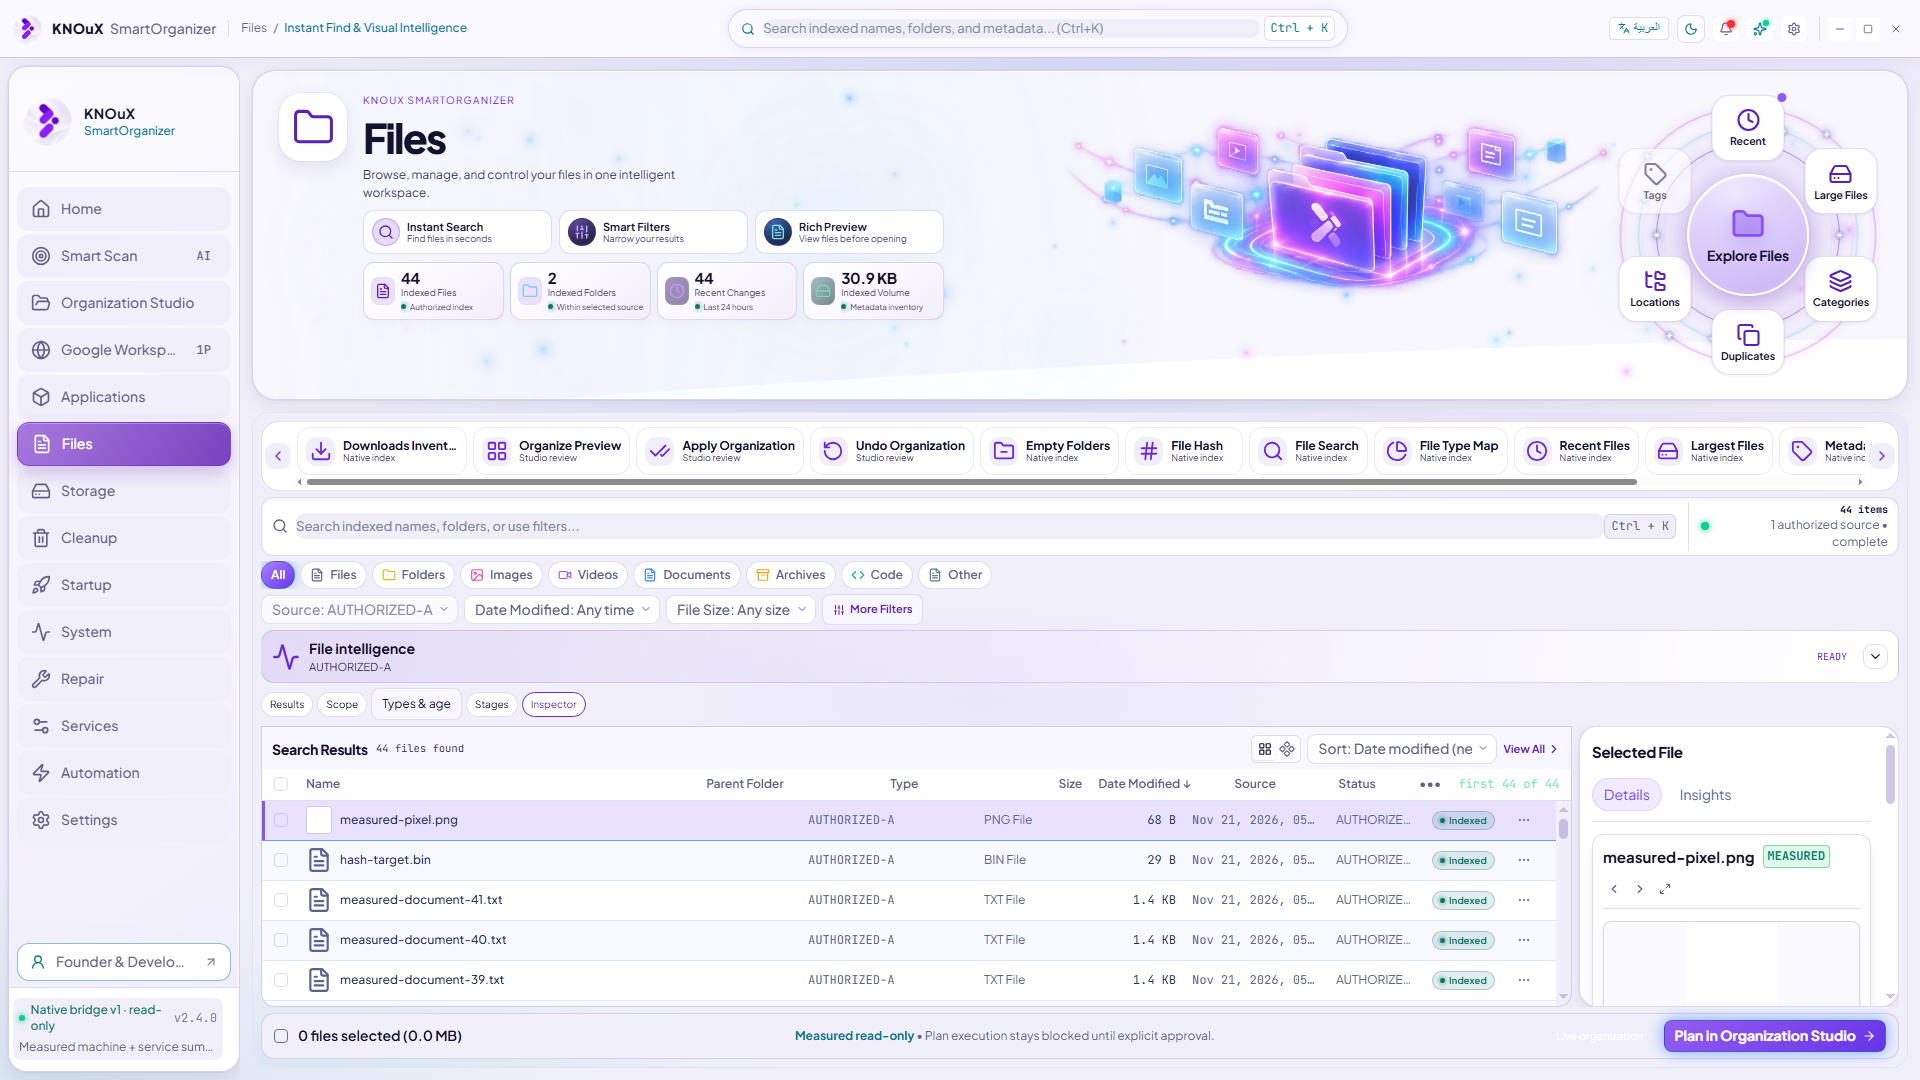 KNOuX SmartOrganizer
Files / Instant Find & Visual Intelligence
Search indexed names, folders, and metadata... (Ctrl+K)
Ctrl + K
العربية
KNOuX
SmartOrganizer
Home
Smart Scan AI
Organization Studio
Google Worksp... 1P
Applications
Files
Storage
Cleanup
Startup
System
Repair
Services
Automation
Settings
Founder & Develo...
Native bridge v1 · read-only
v2.4.0
Measured machine + service sum...
KNOUX SMARTORGANIZER
Files
Browse, manage, and control your files in one intelligent
workspace.
Instant Search
Find files in seconds
Smart Filters
Narrow your results
Rich Preview
View files before opening
44
Indexed Files
Authorized index
2
Indexed Folders
Within selected source
44
Recent Changes
Last 24 hours
30.9 KB
Indexed Volume
Metadata inventory
Recent
Tags
Large Files
Explore Files
Locations
Categories
Duplicates
Downloads Invent...
Native index
Organize Preview
Studio review
Apply Organization
Studio review
Undo Organization
Studio review
Empty Folders
Native index
File Hash
Native index
File Search
Native index
File Type Map
Native index
Recent Files
Native index
Largest Files
Native index
Search indexed names, folders, or use filters...
Ctrl + K
44 items
1 authorized source •
complete
All Files Folders Images Videos Documents Archives Code Other
Source: AUTHORIZED-A Date Modified: Any time File Size: Any size More Filters
File intelligence
AUTHORIZED-A
READY
Results Scope Types & age Stages Inspector
Search Results 44 files found
Sort: Date modified (ne View All
Name Parent Folder Type Size Date Modified ↓ Source Status ••• first 44 of 44
measured-pixel.png AUTHORIZED-A PNG File 68 B Nov 21, 2026, 05... AUTHORIZE... Indexed ...
hash-target.bin AUTHORIZED-A BIN File 29 B Nov 21, 2026, 05... AUTHORIZE... Indexed ...
measured-document-41.txt AUTHORIZED-A TXT File 1.4 KB Nov 21, 2026, 05... AUTHORIZE... Indexed ...
measured-document-40.txt AUTHORIZED-A TXT File 1.4 KB Nov 21, 2026, 05... AUTHORIZE... Indexed ...
measured-document-39.txt AUTHORIZED-A TXT File 1.4 KB Nov 21, 2026, 05... AUTHORIZE... Indexed ...
Selected File
Details Insights
measured-pixel.png MEASURED
0 files selected (0.0 MB)
Measured read-only • Plan execution stays blocked until explicit approval.
Live organization
Plan in Organization Studio →